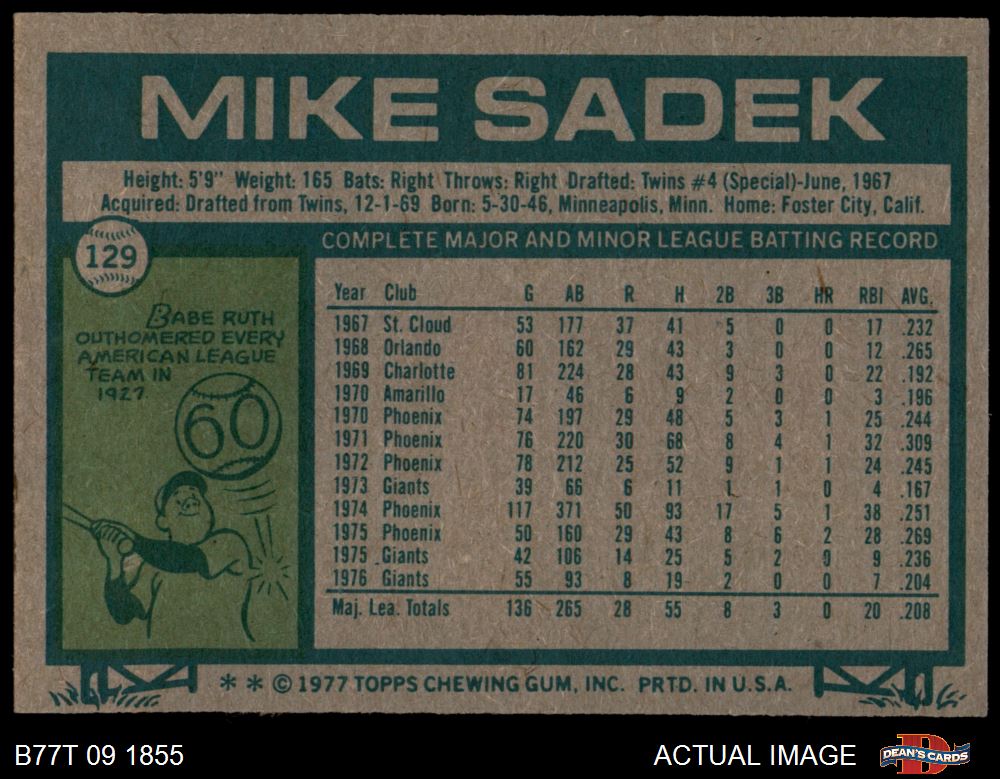 MIKE SADEK
Height: 5'9" Weight: 165 Bats: Right Throws: Right Drafted: Twins #4 (Special)-June, 1967
Acquired: Drafted from Twins, 12-1-69 Born: 5-30-46, Minneapolis, Minn. Home: Foster City, Calif.
129
COMPLETE MAJOR AND MINOR LEAGUE BATTING RECORD
BABE RUTH
OUTHOMERED EVERY
AMERICAN LEAGUE
TEAM IN
1927
60
Year Club G AB R H 2B 3B HR RBI AVG.
1967 St. Cloud 53 177 37 41 5 0 0 17 .232
1968 Orlando 60 162 29 43 3 0 0 12 .265
1969 Charlotte 81 224 28 43 9 3 0 22 .192
1970 Amarillo 17 46 6 9 2 0 0 3 .196
1970 Phoenix 74 197 29 48 5 3 1 25 .244
1971 Phoenix 76 220 30 68 8 4 1 32 .309
1972 Phoenix 78 212 25 52 9 1 1 24 .245
1973 Giants 39 66 6 11 1 1 0 4 .167
1974 Phoenix 117 371 50 93 17 5 1 38 .251
1975 Phoenix 50 160 29 43 8 6 2 28 .269
1975 Giants 42 106 14 25 5 2 0 9 .236
1976 Giants 55 93 8 19 2 0 0 7 .204
Maj. Lea. Totals 136 265 28 55 8 3 0 20 .208
* * © 1977 TOPPS CHEWING GUM, INC. PRTD. IN U.S.A.
B77T 09 1855
ACTUAL IMAGE
DEAN'S CARDS